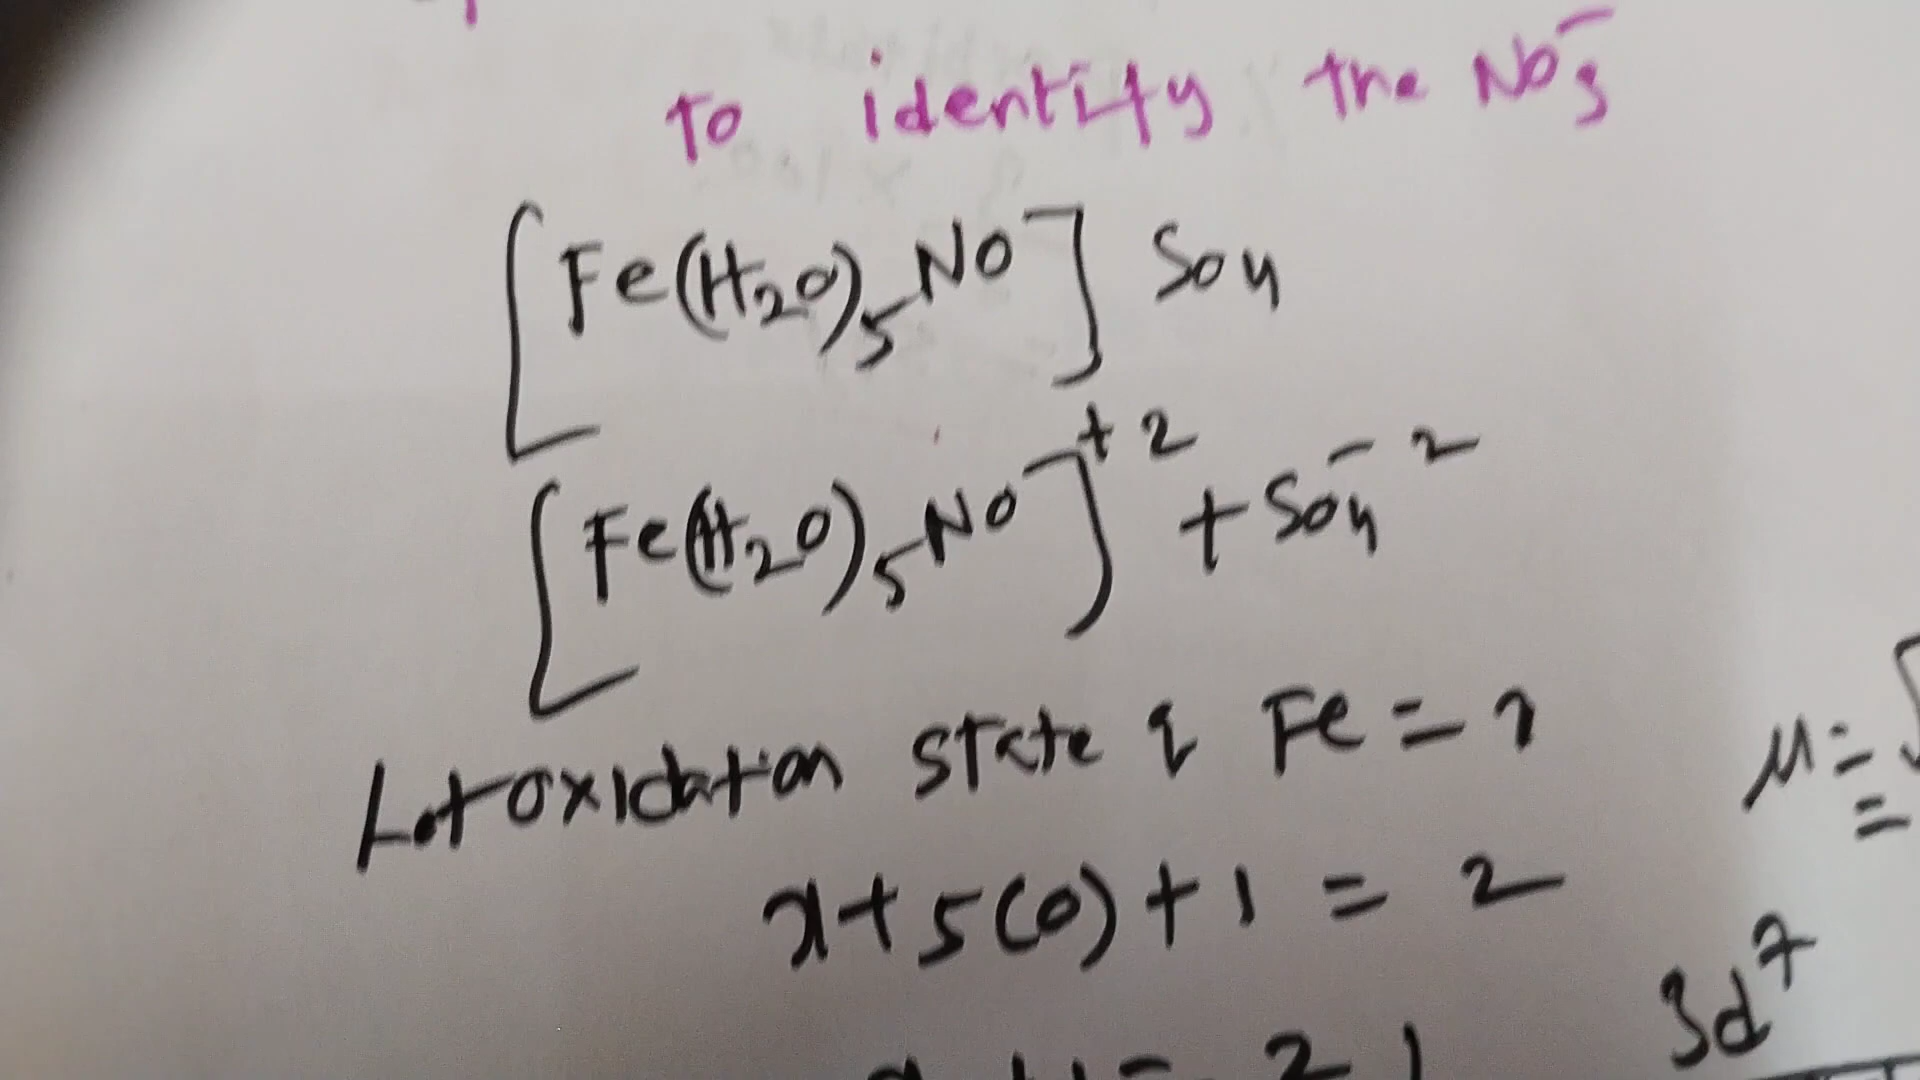 to identify the NO3-
[Fe(H2O)5NO] SO4
[Fe(H2O)5NO]+2 + SO4-2
Let oxidation state of Fe = x
μ=√
x+5(0)+1 = 2
3d7